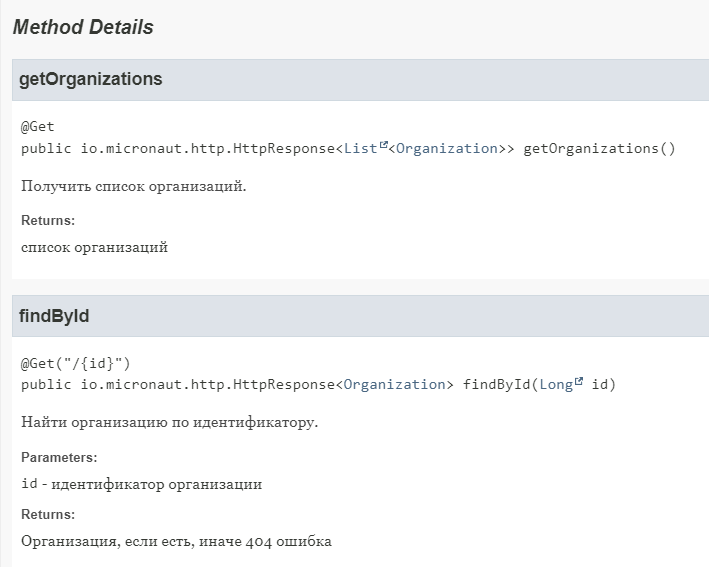 Method Details
getOrganizations
@Get
public io.micronaut.http.HttpResponse<List<Organization>> getOrganizations()
Получить список организаций.
Returns:
список организаций
findById
@Get("/{id}")
public io.micronaut.http.HttpResponse<Organization> findById(Long id)
Найти организацию по идентификатору.
Parameters:
id - идентификатор организации
Returns:
Организация, если есть, иначе 404 ошибка